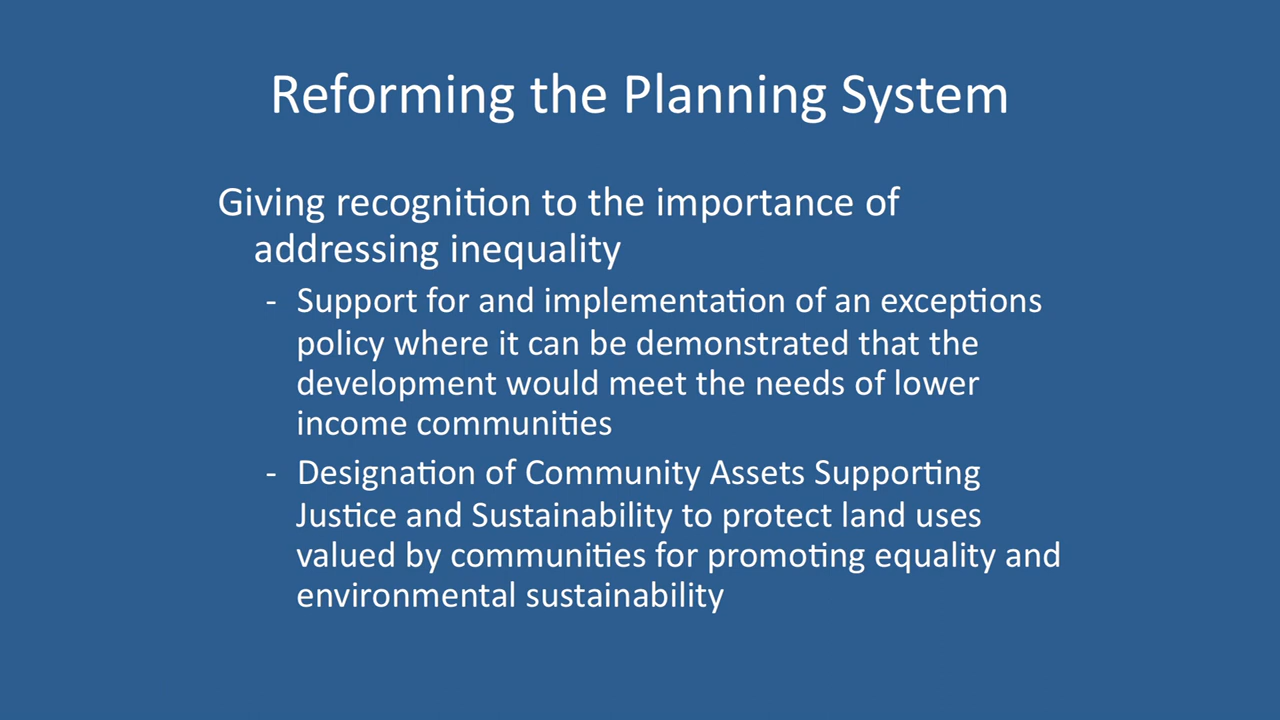 Reforming the Planning System
Giving recognition to the importance of
addressing inequality
- Support for and implementation of an exceptions
policy where it can be demonstrated that the
development would meet the needs of lower
income communities
- Designation of Community Assets Supporting
Justice and Sustainability to protect land uses
valued by communities for promoting equality and
environmental sustainability